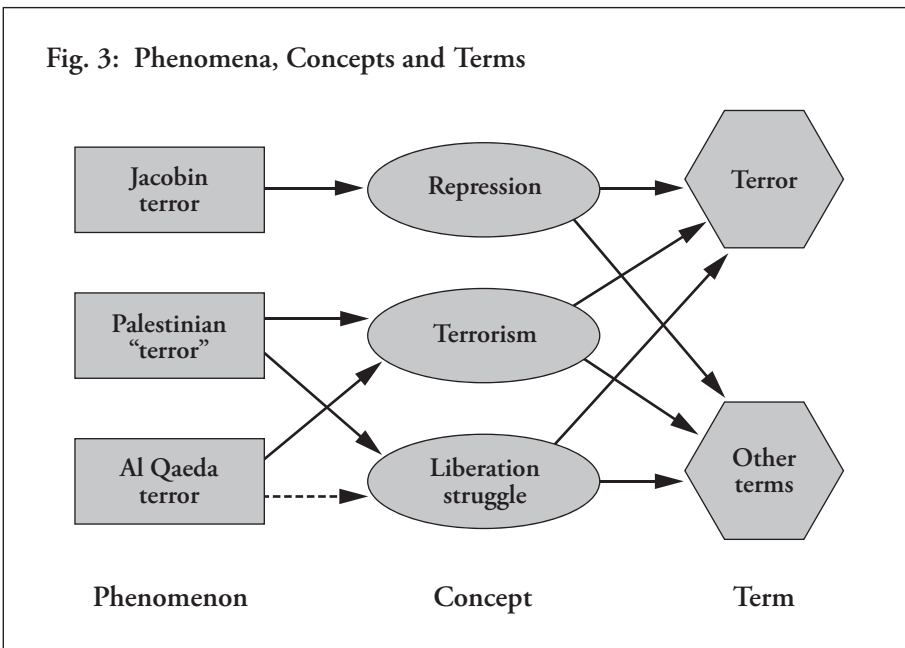 Fig. 3: Phenomena, Concepts and Terms
Jacobin
terror
Repression
Terror
Palestinian
“terror”
Terrorism
Al Qaeda
terror
Liberation
struggle
Other
terms
Phenomenon
Concept
Term